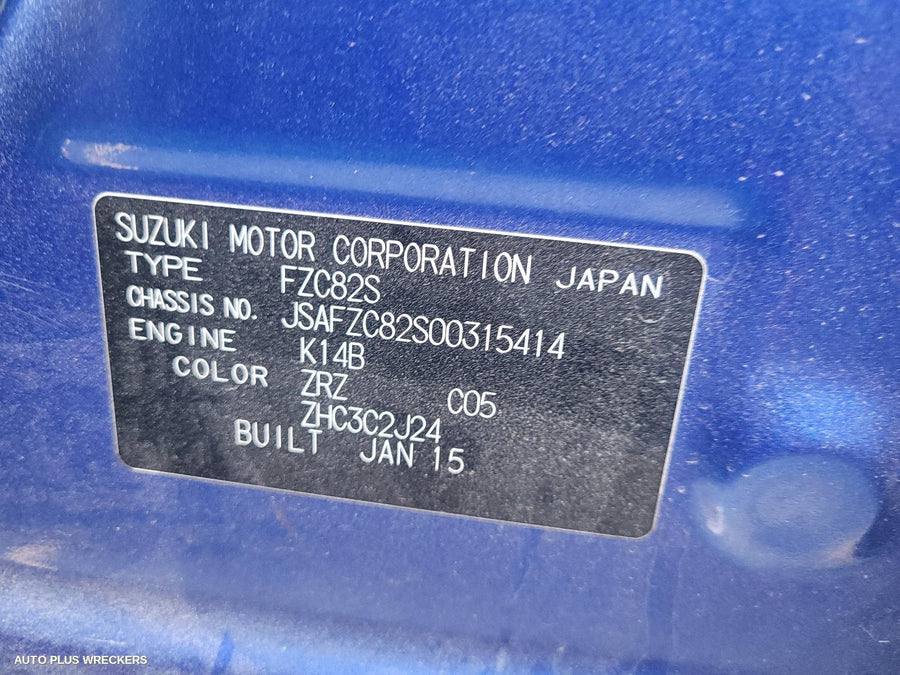 SUZUKI MOTOR CORPORATION JAPAN
TYPE FZC82S
CHASSIS NO. JSAFZC82S00315414
ENGINE K14B
COLOR ZRZ C05
ZHC3C2J24
BUILT JAN 15
AUTO PLUS WRECKERS